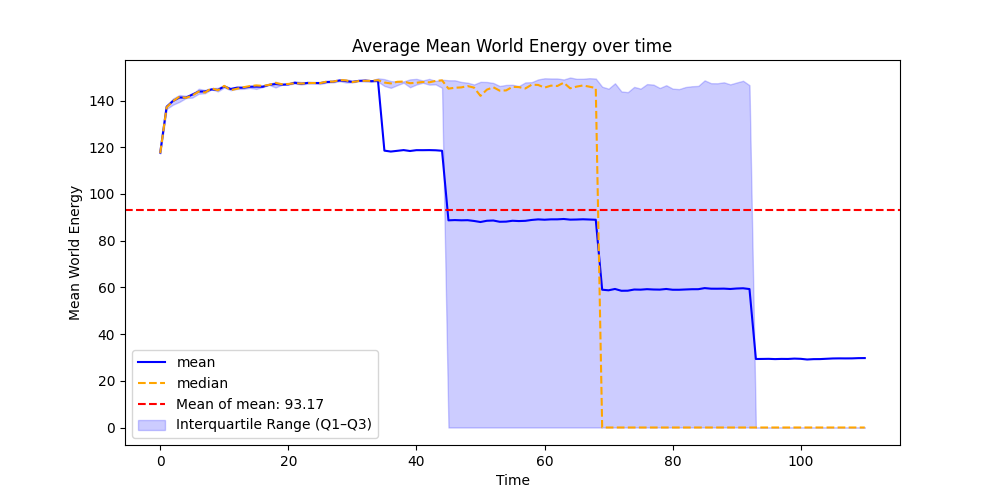 Average Mean World Energy over time
Mean World Energy
140
120
100
80
60
40
20
0
mean
median
Mean of mean: 93.17
Interquartile Range (Q1–Q3)
0 20 40 60 80 100
Time